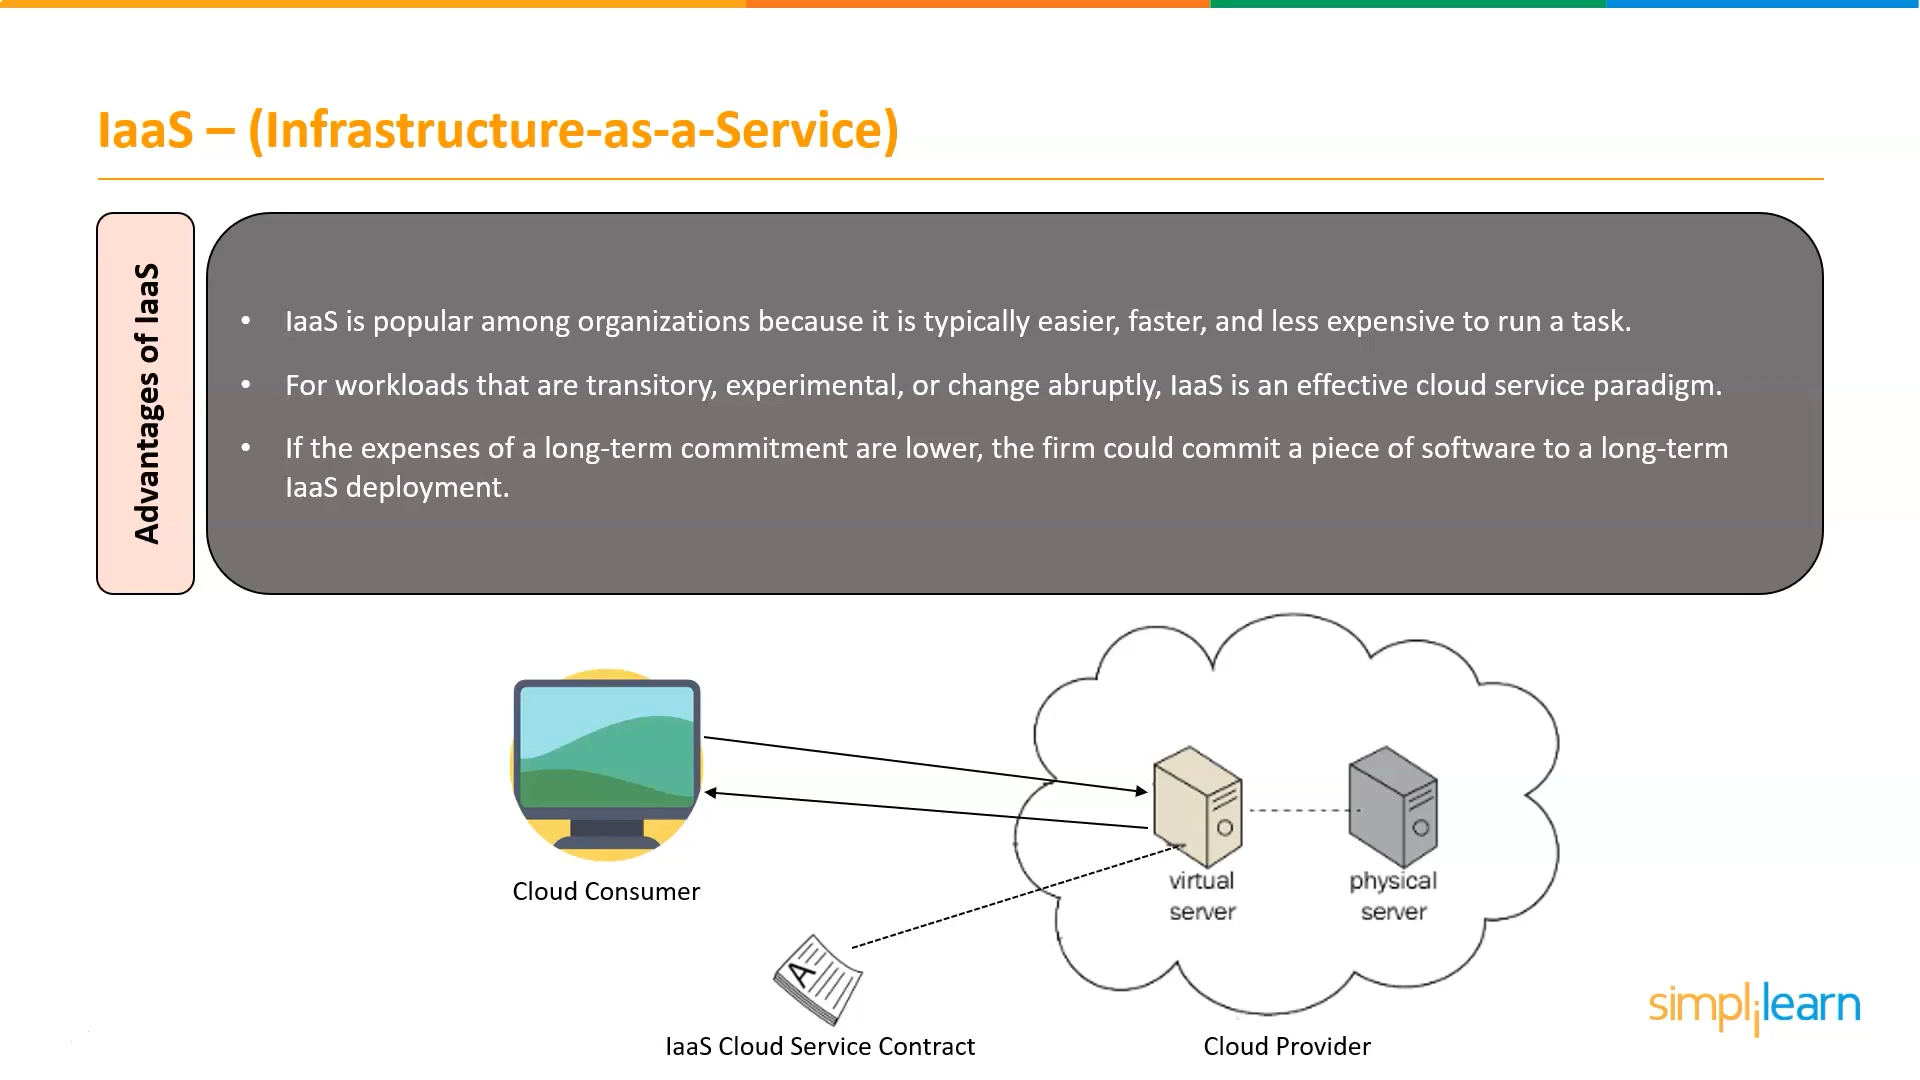 IaaS – (Infrastructure-as-a-Service)
Advantages of IaaS
• IaaS is popular among organizations because it is typically easier, faster, and less expensive to run a task.
• For workloads that are transitory, experimental, or change abruptly, IaaS is an effective cloud service paradigm.
• If the expenses of a long-term commitment are lower, the firm could commit a piece of software to a long-term
IaaS deployment.
virtual
server
physical
server
Cloud Consumer
A
IaaS Cloud Service Contract
Cloud Provider
simplilearn